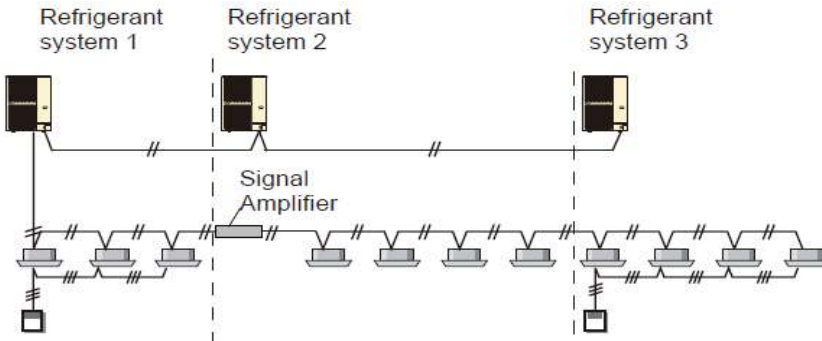 Refrigerant
system 1
Refrigerant
system 2
Refrigerant
system 3
Signal
Amplifier